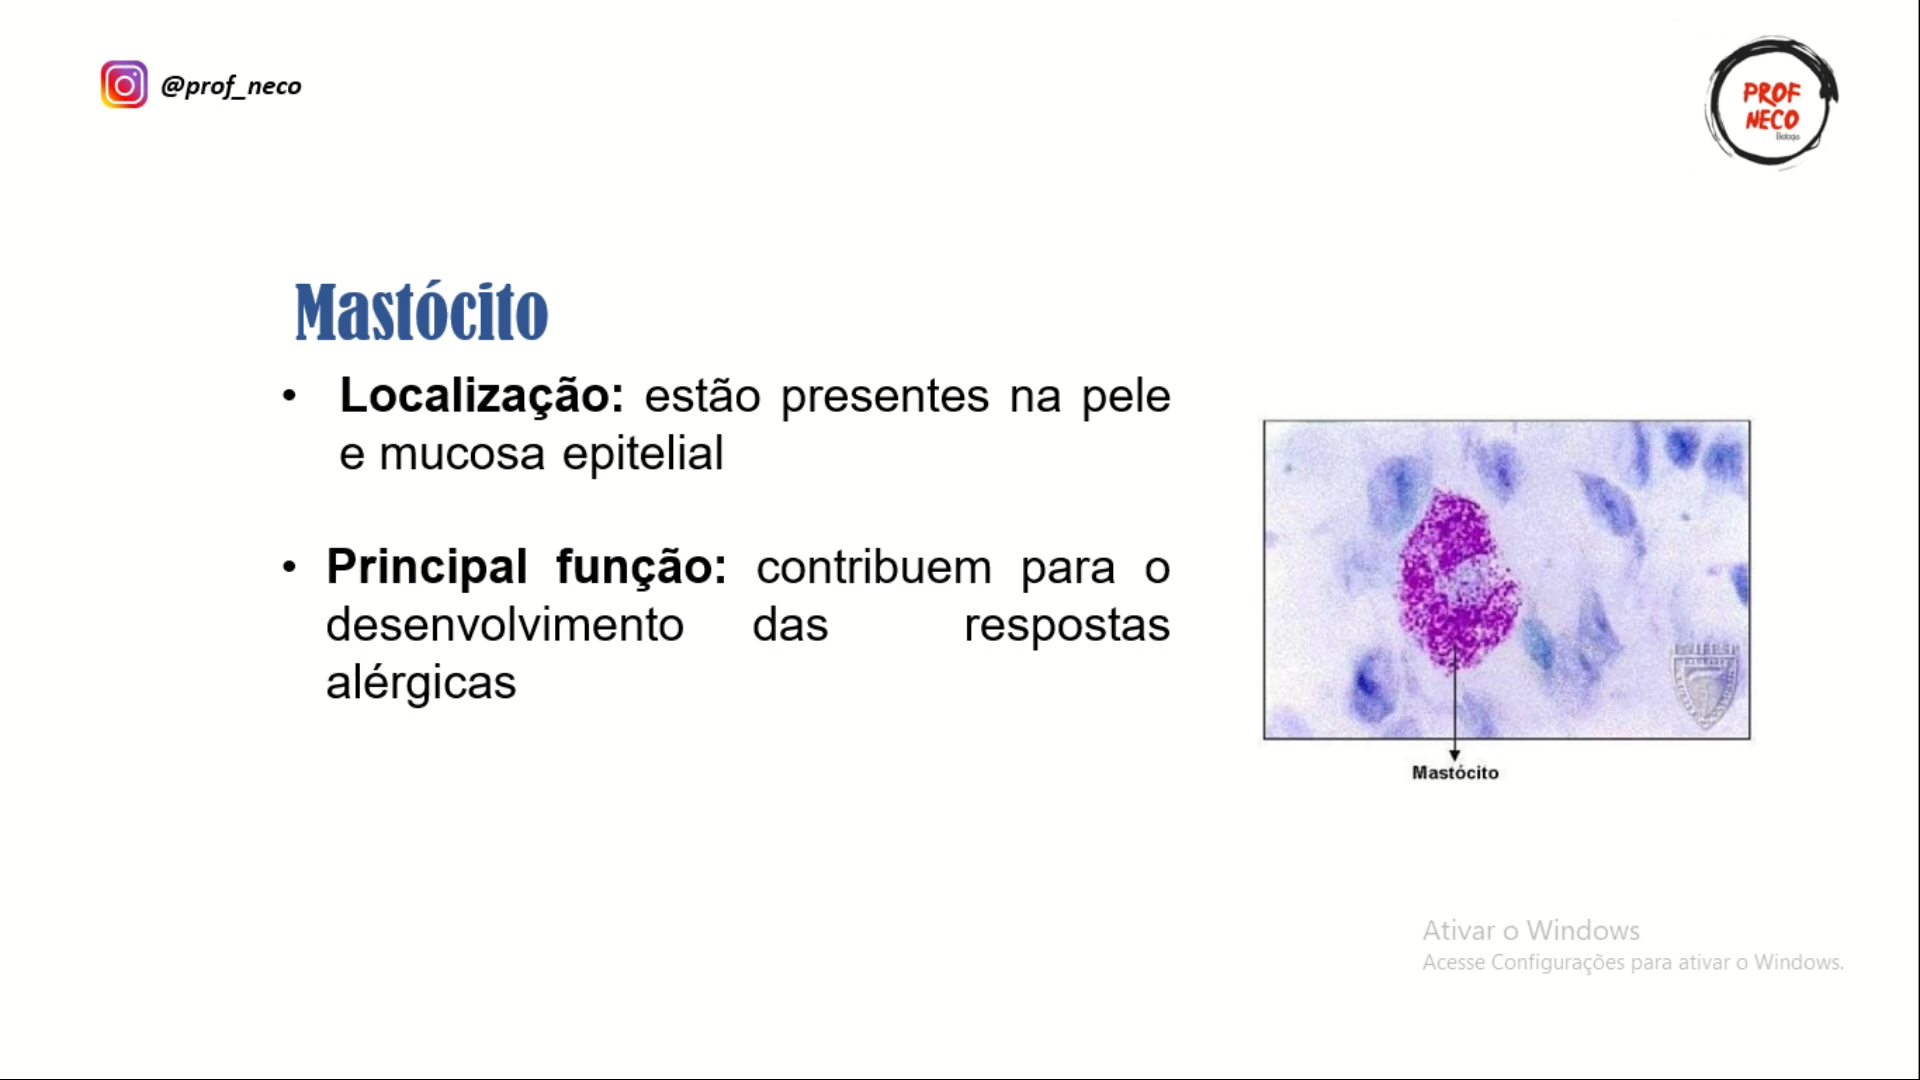 @prof_neco
PROF
NECO
Biologia
Mastócito
• Localização: estão presentes na pele
e mucosa epitelial
• Principal função: contribuem para o
desenvolvimento das respostas
alérgicas
Mastócito
Ativar o Windows
Acesse Configurações para ativar o Windows.